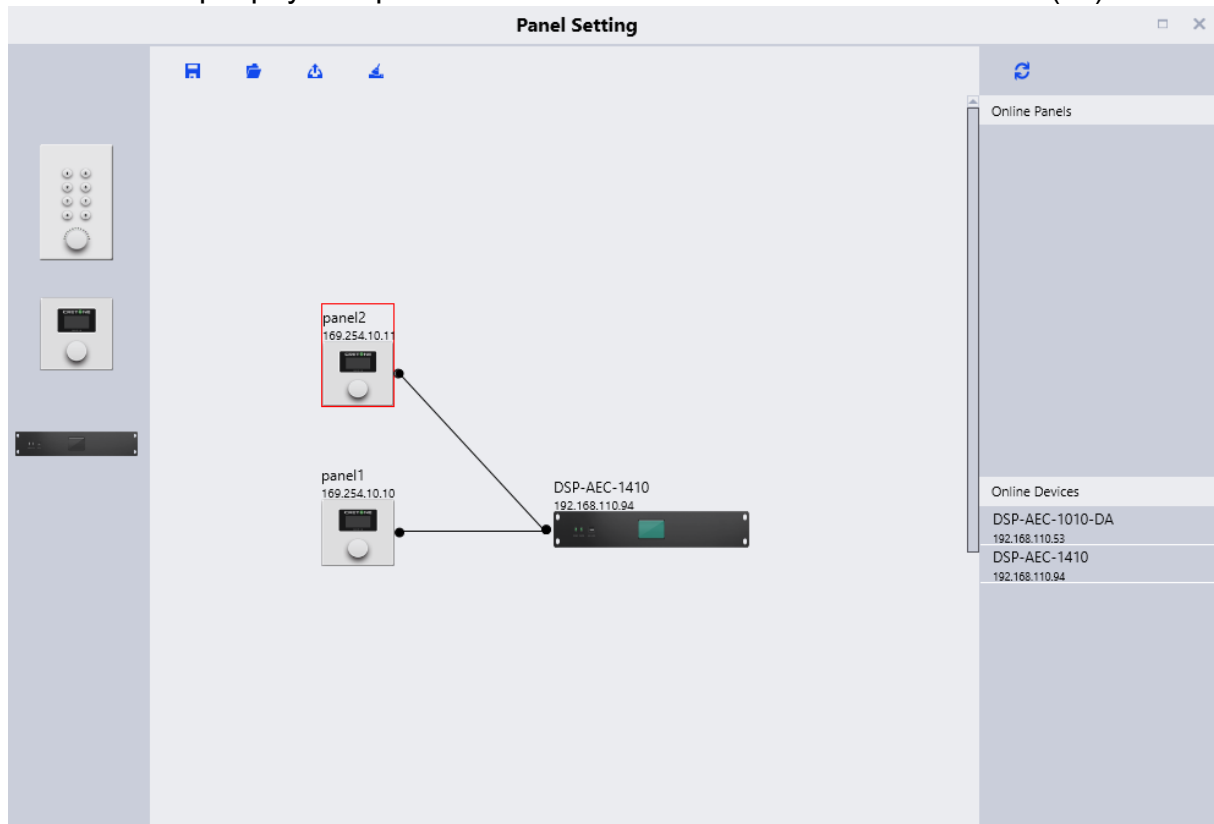 Panel Setting
Online Panels
panel2
169.254.10.11
panel1
169.254.10.10
DSP-AEC-1410
192.168.110.94
Online Devices
DSP-AEC-1010-DA
192.168.110.53
DSP-AEC-1410
192.168.110.94